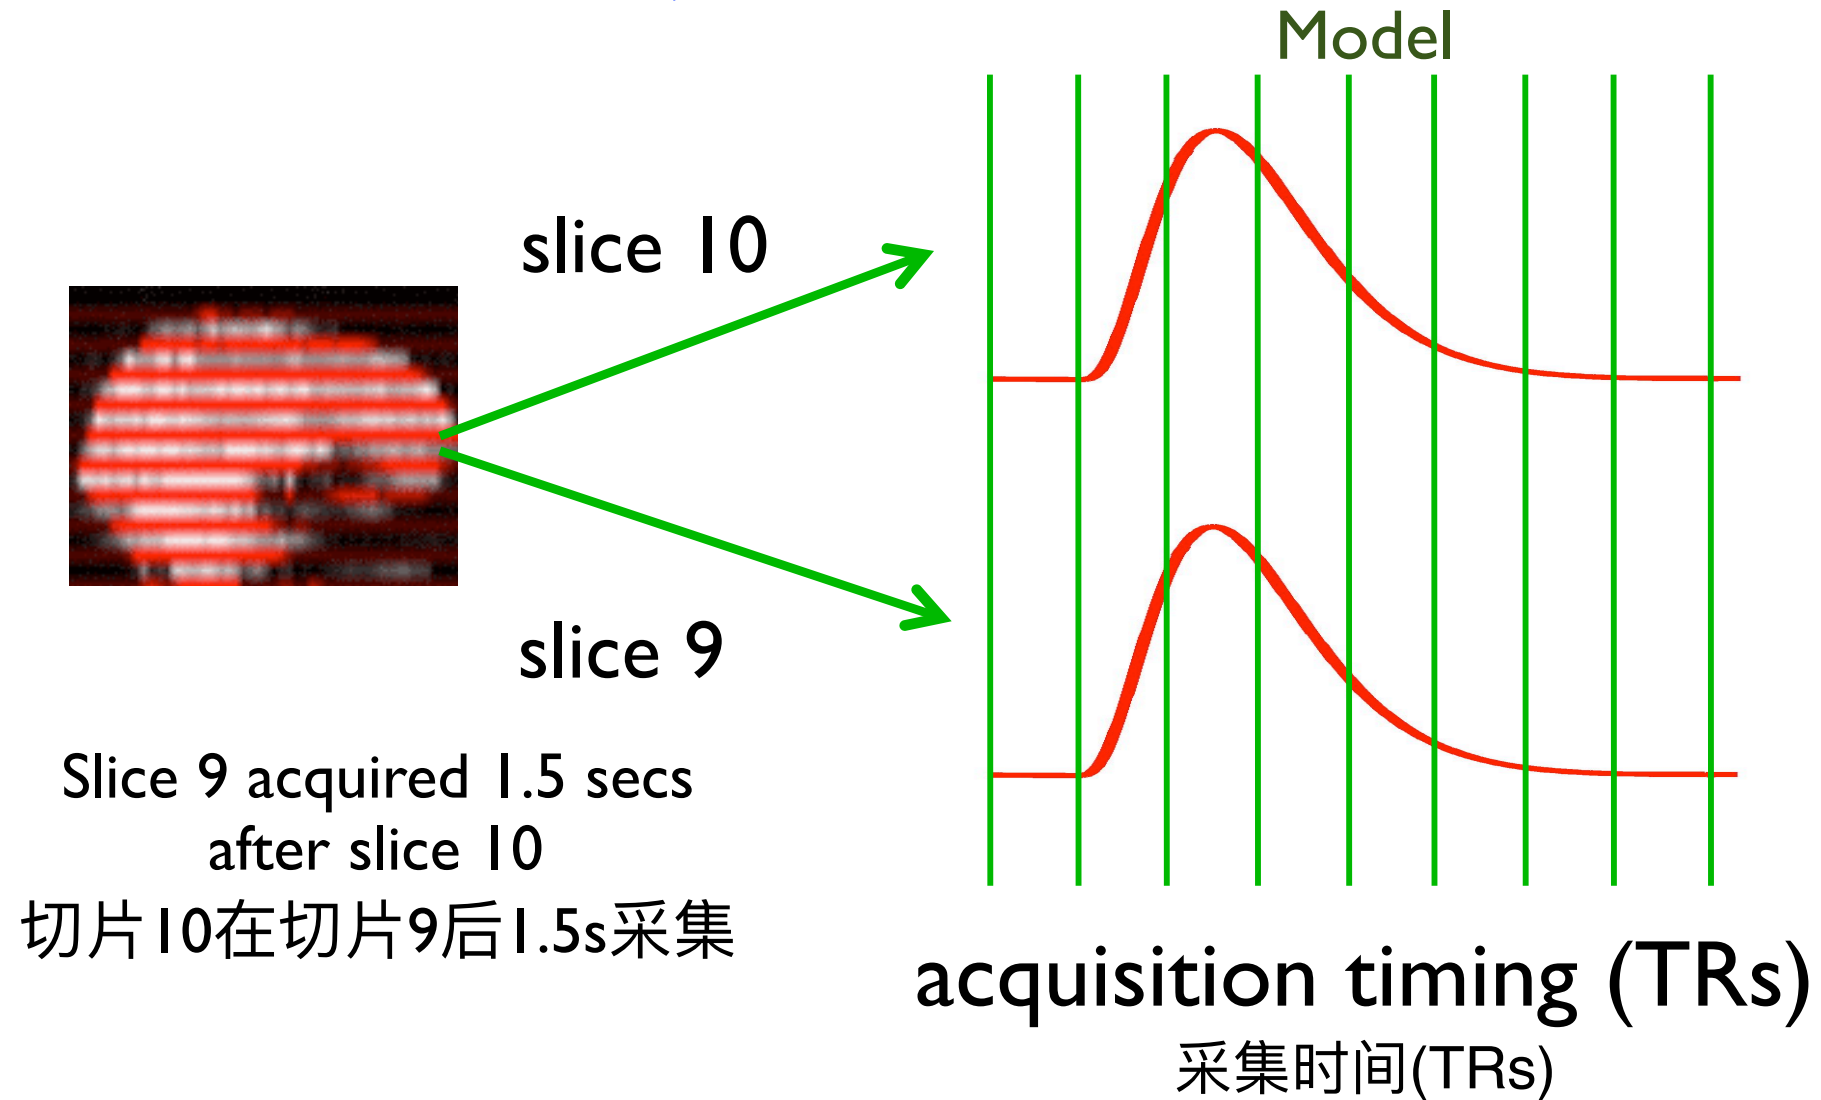 Model
slice 10
slice 9
Slice 9 acquired 1.5 secs
after slice 10
切片10在切片9后1.5s采集
acquisition timing (TRs)
采集时间(TRs)